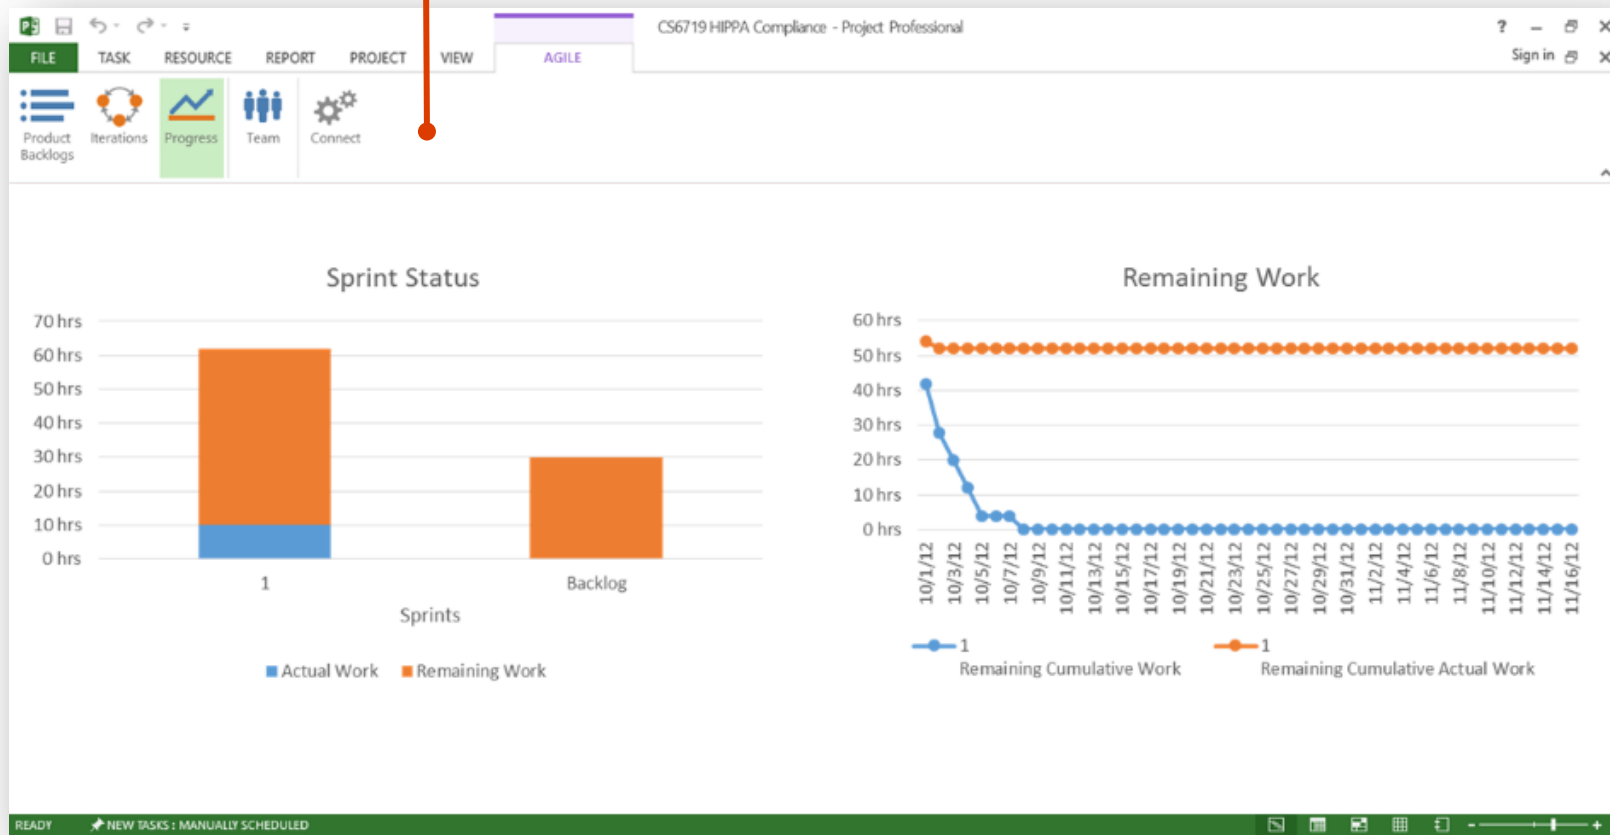 CS6719 HIPPA Compliance - Project Professional
?
FILE TASK RESOURCE REPORT PROJECT VIEW AGILE Sign in
Product Backlogs
Iterations
Progress
Team
Connect
Sprint Status
70 hrs
60 hrs
50 hrs
40 hrs
30 hrs
20 hrs
10 hrs
0 hrs
1 Backlog
Sprints
Actual Work Remaining Work
Remaining Work
60 hrs
50 hrs
40 hrs
30 hrs
20 hrs
10 hrs
0 hrs
10/1/12 10/3/12 10/5/12 10/7/12 10/9/12 10/11/12 10/13/12 10/15/12 10/17/12 10/19/12 10/21/12 10/23/12 10/25/12 10/27/12 10/29/12 10/31/12 11/2/12 11/4/12 11/6/12 11/8/12 11/10/12 11/12/12 11/14/12 11/16/12
1 1
Remaining Cumulative Work Remaining Cumulative Actual Work
READY NEW TASKS : MANUALLY SCHEDULED